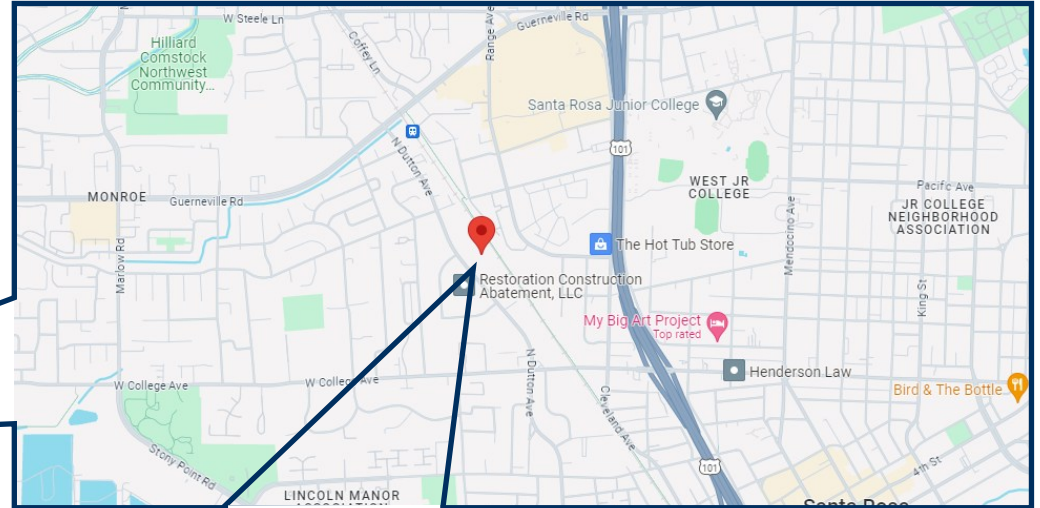 W Steele Ln
Guerneville Rd
Range Ave
Coffey Ln
Hilliard
Comstock
Northwest
Community...
Santa Rosa Junior College
101
N Dutton Ave
WEST JR
COLLEGE
Pacific Ave
MONROE
Guerneville Rd
JR COLLEGE
NEIGHBORHOOD
ASSOCIATION
Mendocino Ave
Marlow Rd
The Hot Tub Store
Restoration Construction
Abatement, LLC
King St
My Big Art Project
Top rated
N Dutton Ave
Henderson Law
W College Ave
W College Ave
Bird & The Bottle
Cleveland Ave
Stony Point Rd
101
4th St
LINCOLN MANOR
ASSOCIATION
Santa Rosa